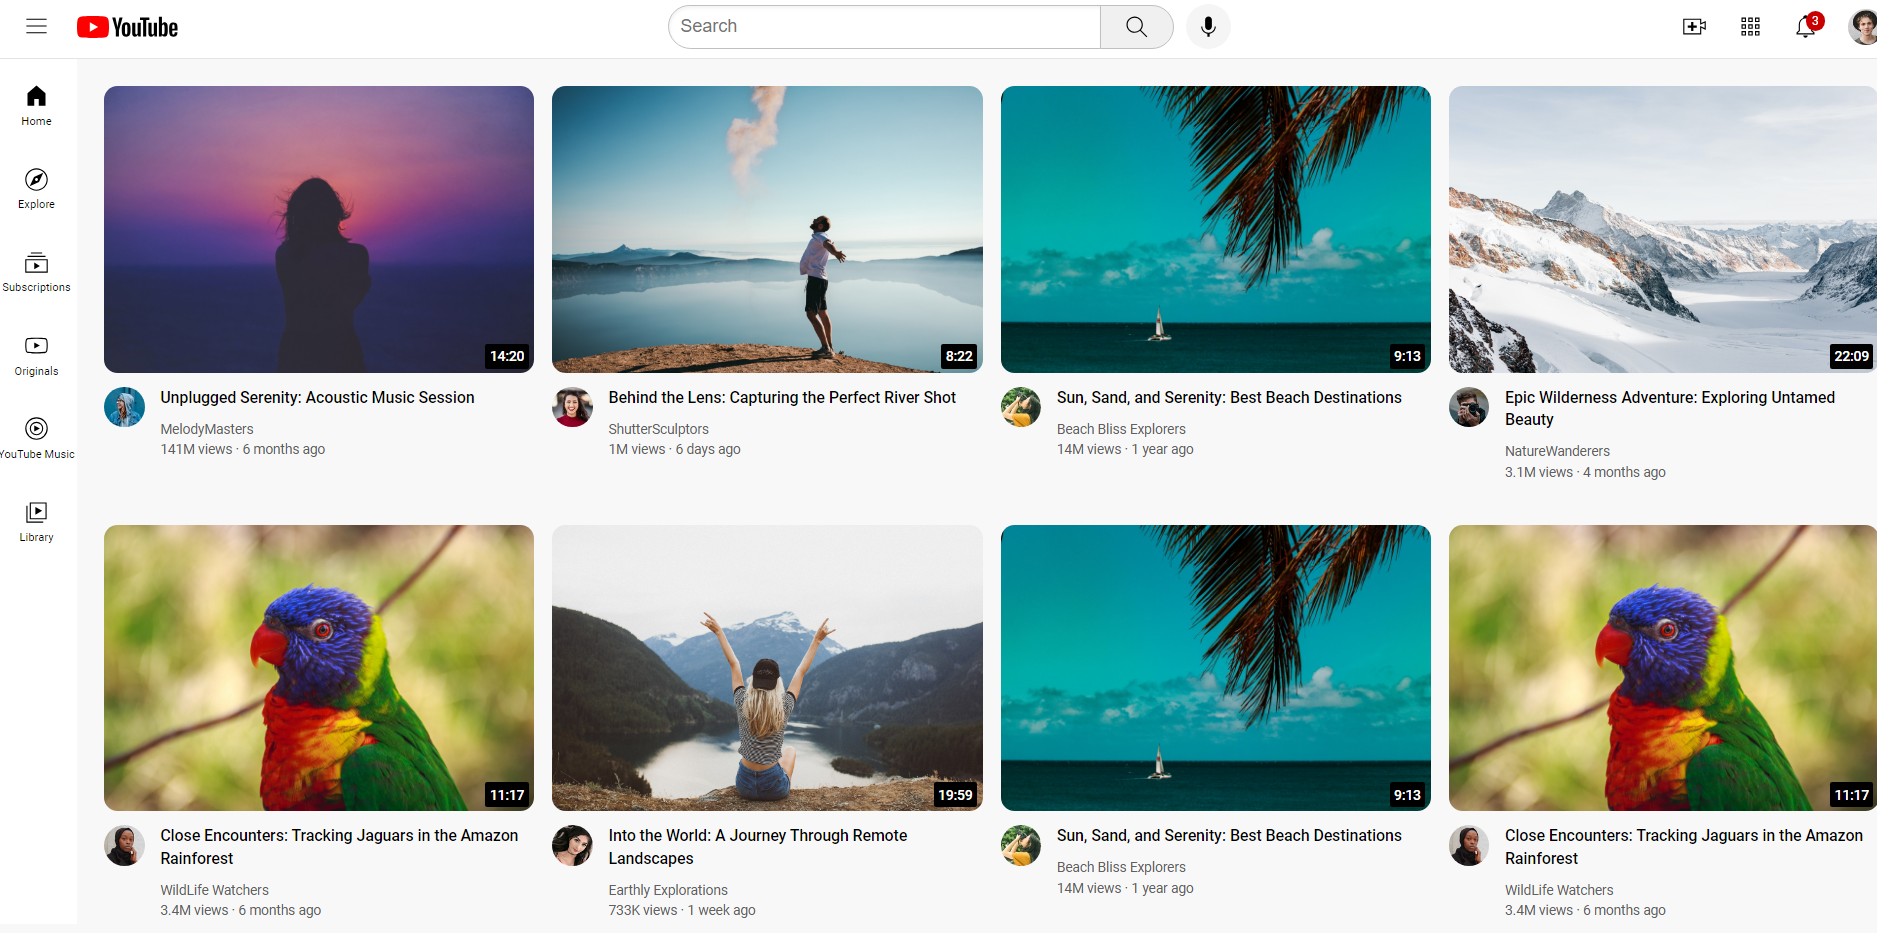 YouTube
Search
3
Home
Explore
Subscriptions
Originals
YouTube Music
Library
14:20
8:22
9:13
22:09
Unplugged Serenity: Acoustic Music Session
MelodyMasters
141M views · 6 months ago
Behind the Lens: Capturing the Perfect River Shot
ShutterSculptors
1M views · 6 days ago
Sun, Sand, and Serenity: Best Beach Destinations
Beach Bliss Explorers
14M views · 1 year ago
Epic Wilderness Adventure: Exploring Untamed
Beauty
NatureWanderers
3.1M views · 4 months ago
11:17
19:59
9:13
11:17
Close Encounters: Tracking Jaguars in the Amazon
Rainforest
WildLife Watchers
3.4M views · 6 months ago
Into the World: A Journey Through Remote
Landscapes
Earthly Explorations
733K views · 1 week ago
Sun, Sand, and Serenity: Best Beach Destinations
Beach Bliss Explorers
14M views · 1 year ago
Close Encounters: Tracking Jaguars in the Amazon
Rainforest
WildLife Watchers
3.4M views · 6 months ago